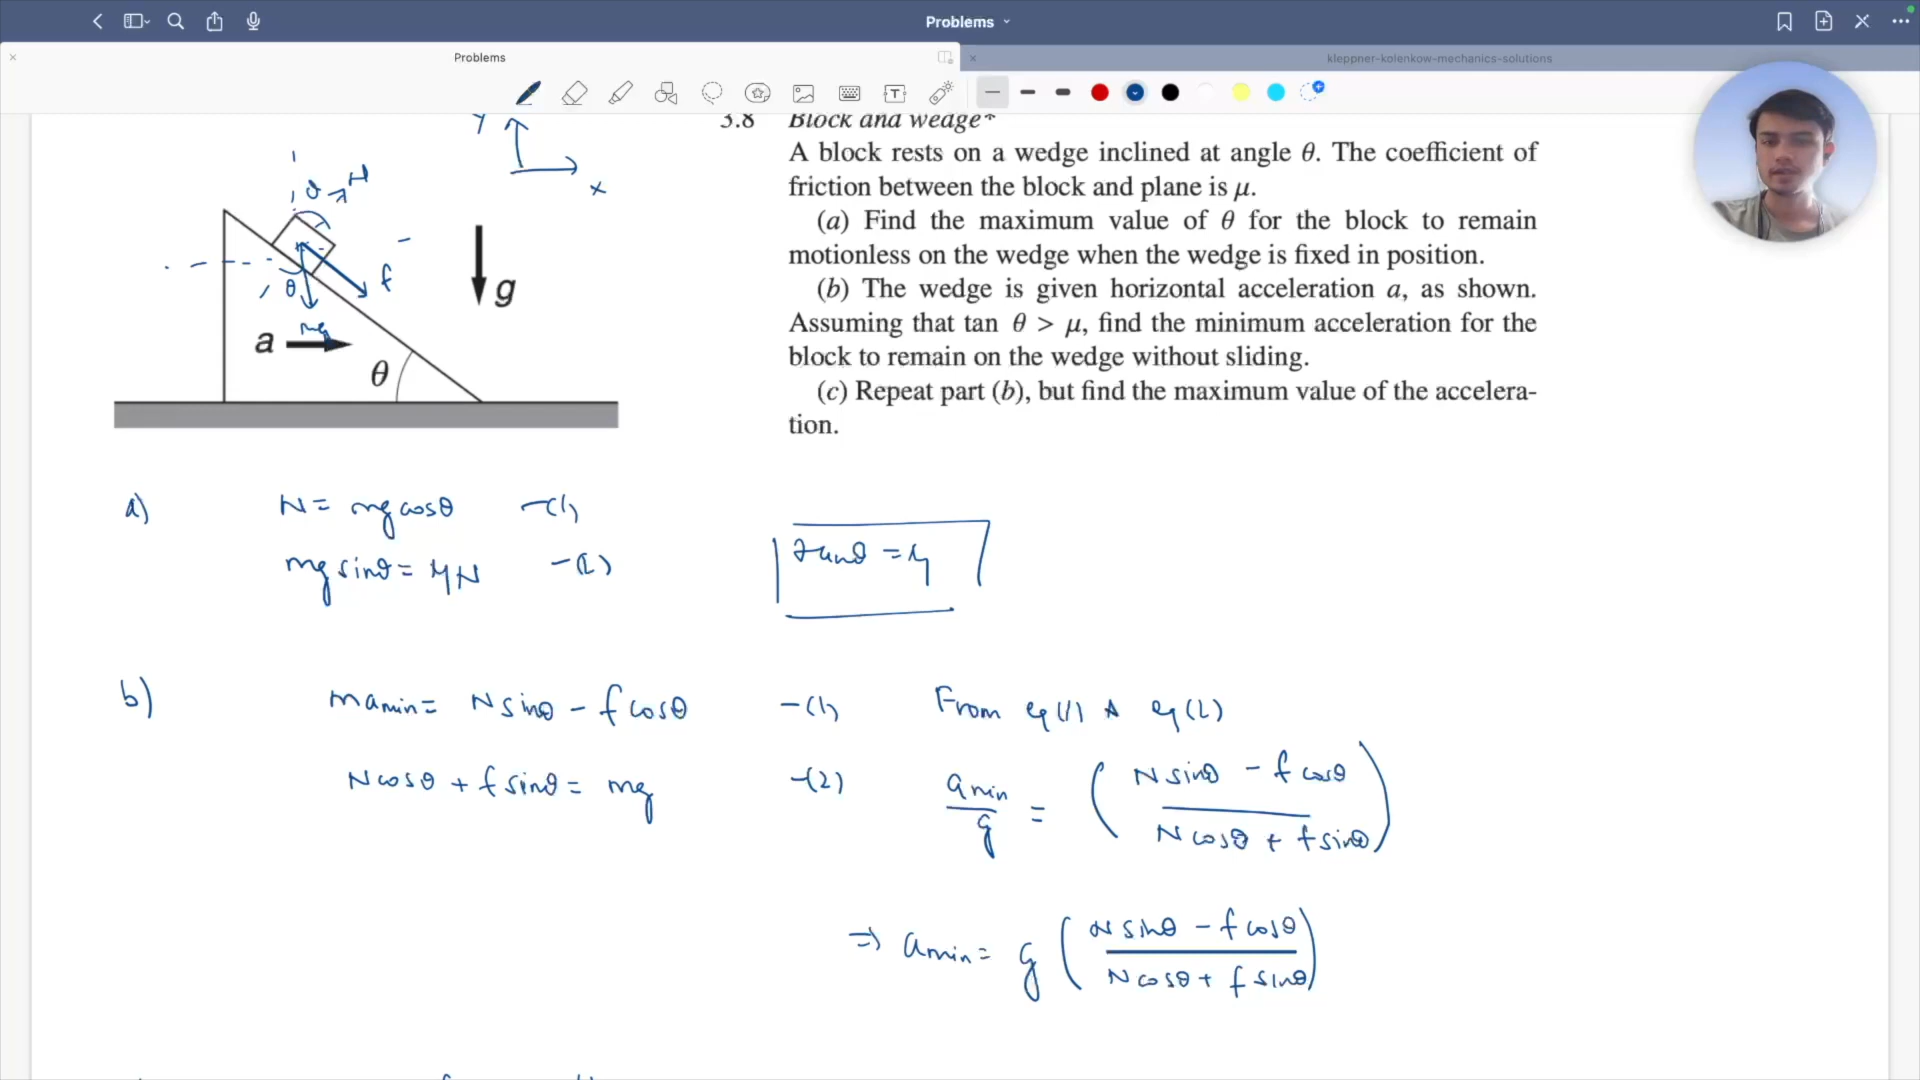 Problems
Problems
kleppner-kolenkow-mechanics-solutions
T
y
x
θ N
f
θ
mg
g
a
θ
3.8 Block and wedge*
A block rests on a wedge inclined at angle θ. The coefficient of
friction between the block and plane is μ.
(a) Find the maximum value of θ for the block to remain
motionless on the wedge when the wedge is fixed in position.
(b) The wedge is given horizontal acceleration a, as shown.
Assuming that tan θ > μ, find the minimum acceleration for the
block to remain on the wedge without sliding.
(c) Repeat part (b), but find the maximum value of the accelera-
tion.
a) N = mg cosθ -(1)
mg sinθ = μN -(2)
tanθ = μ
b) m amin = N sinθ - f cosθ -(1)
N cosθ + f sinθ = mg -(2)
From eq(1) & eq(2)
amin/g = (N sinθ - f cosθ / N cosθ + f sinθ)
⇒ amin = g (N sinθ - f cosθ / N cosθ + f sinθ)